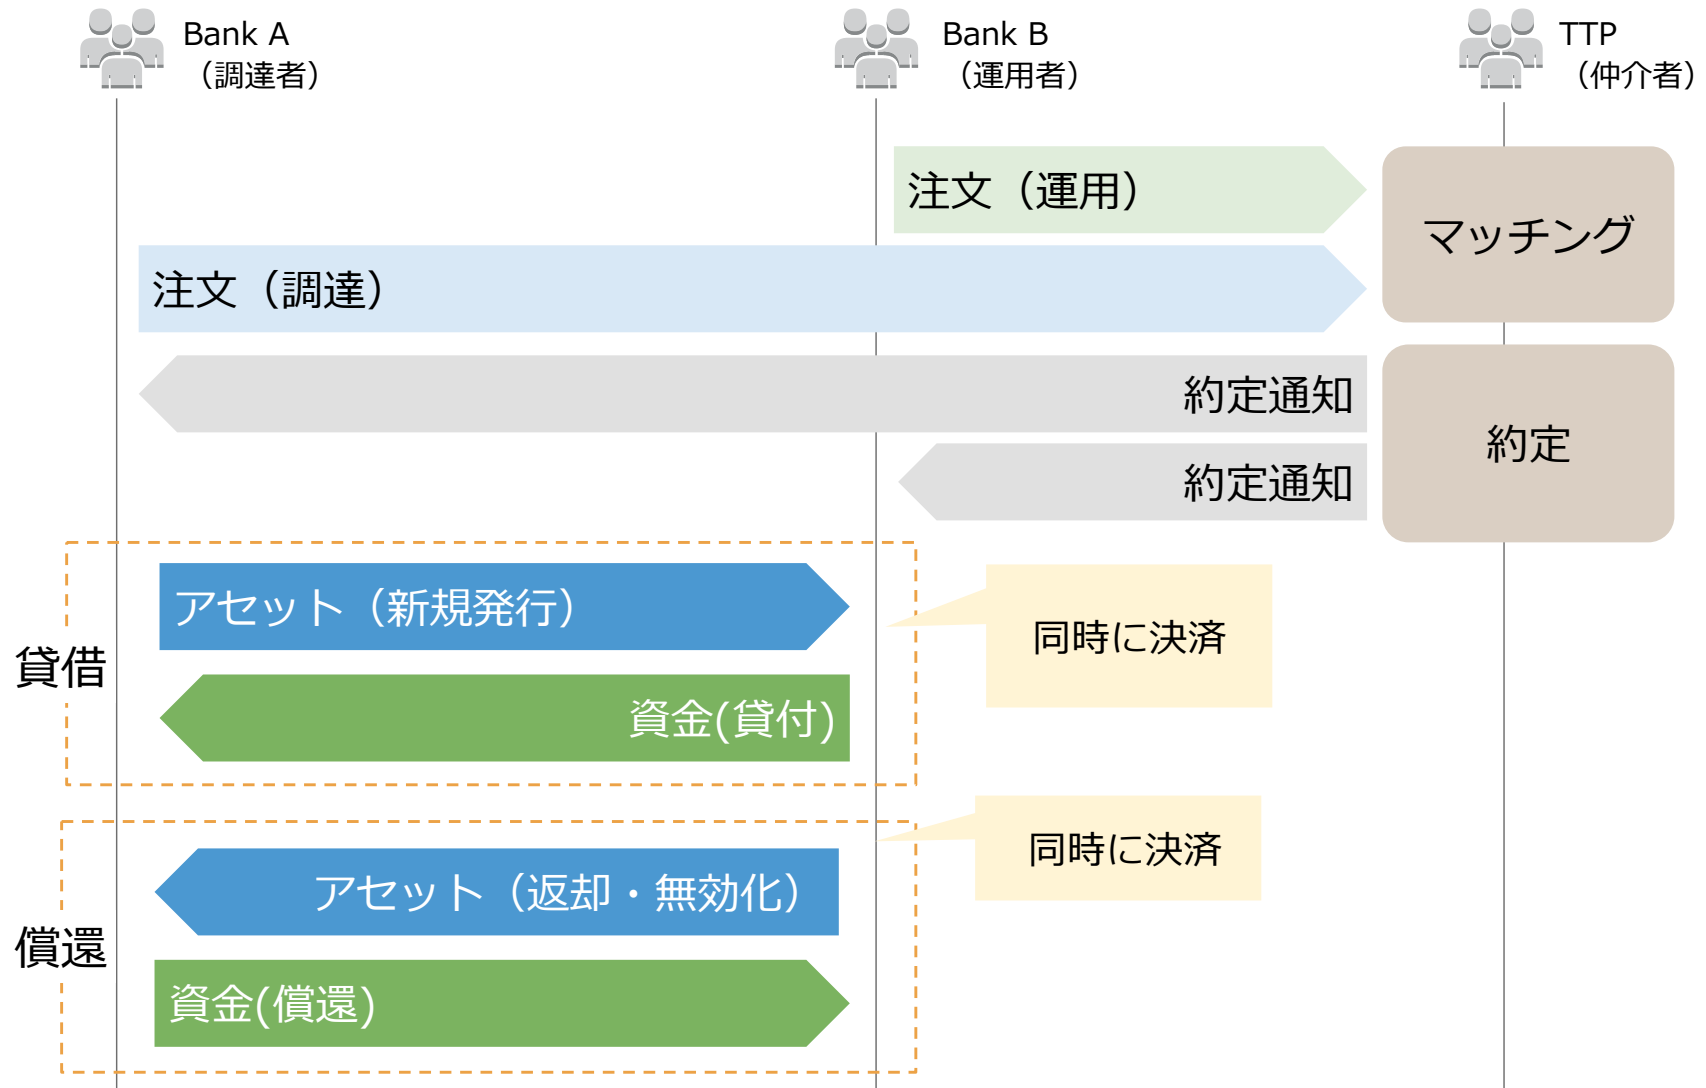 Bank A
（調達者）
Bank B
（運用者）
TTP
（仲介者）
注文（運用）
マッチング
注文（調達）
約定通知
約定
約定通知
アセット（新規発行）
同時に決済
貸借
資金(貸付)
同時に決済
アセット（返却・無効化）
償還
資金(償還)